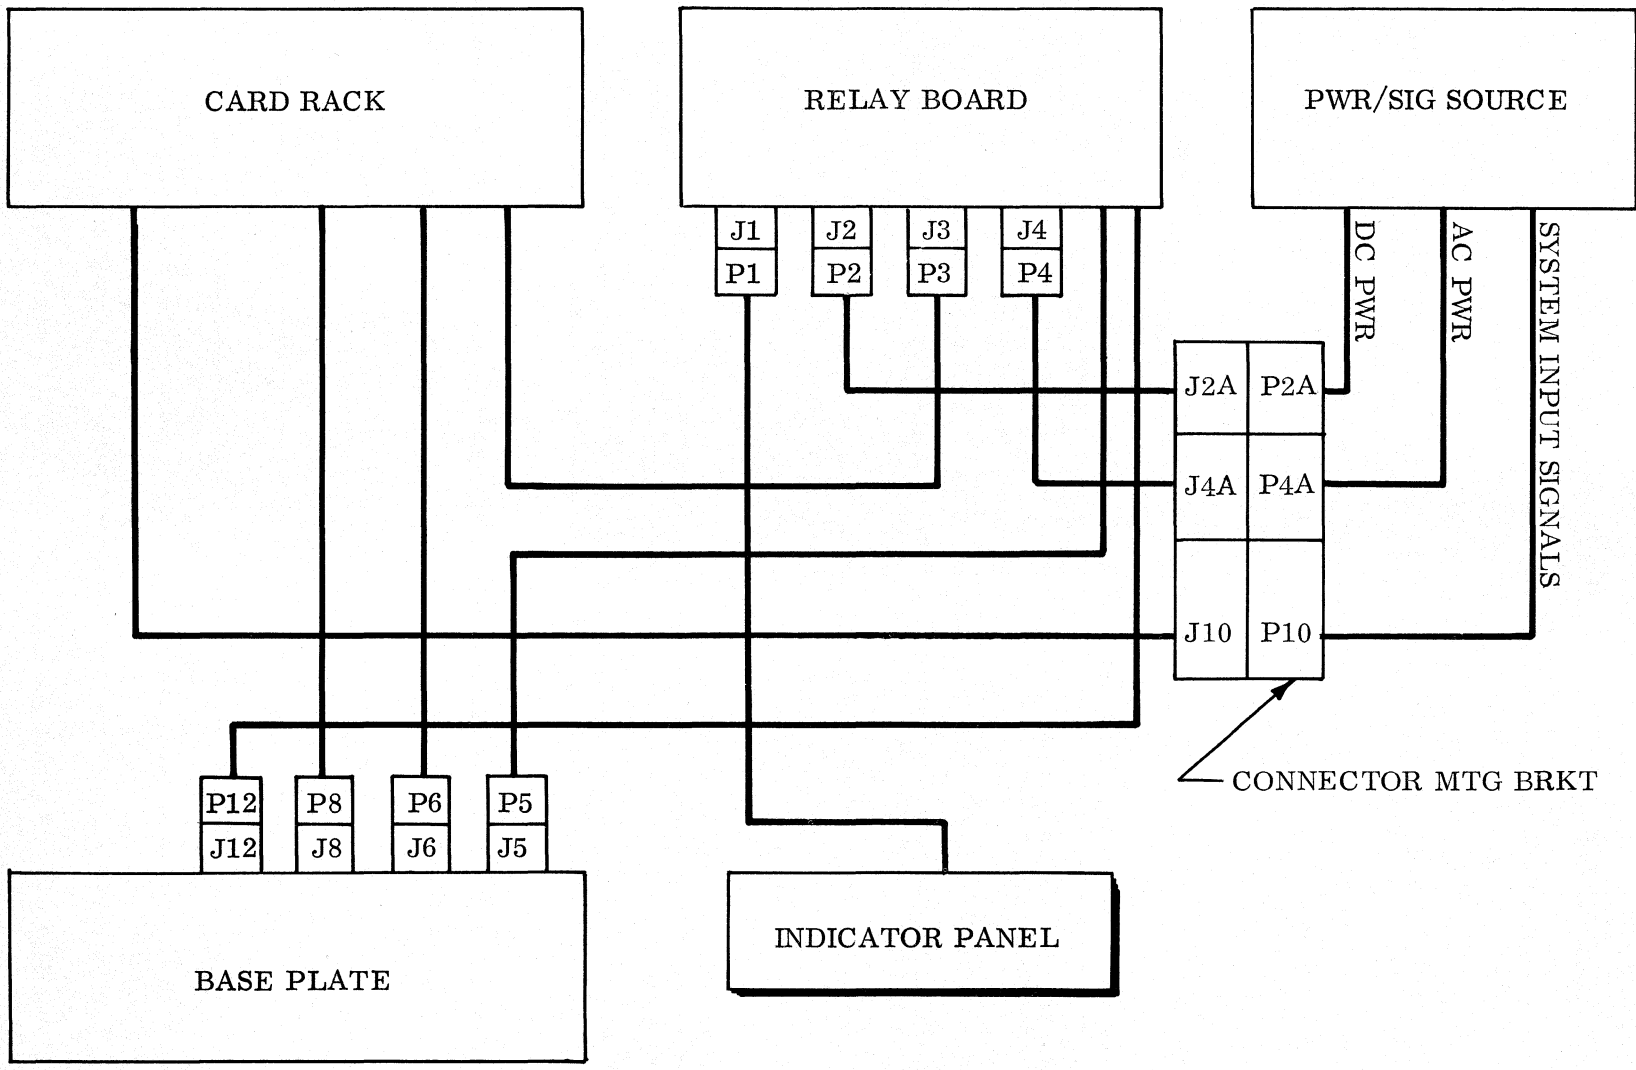 CARD RACK
RELAY BOARD
PWR/SIG SOURCE
J1
J2
J3
J4
P1
P2
P3
P4
DC PWR
AC PWR
SYSTEM INPUT SIGNALS
J2A
P2A
J4A
P4A
J10
P10
CONNECTOR MTG BRKT
P12
P8
P6
P5
J12
J8
J6
J5
BASE PLATE
INDICATOR PANEL